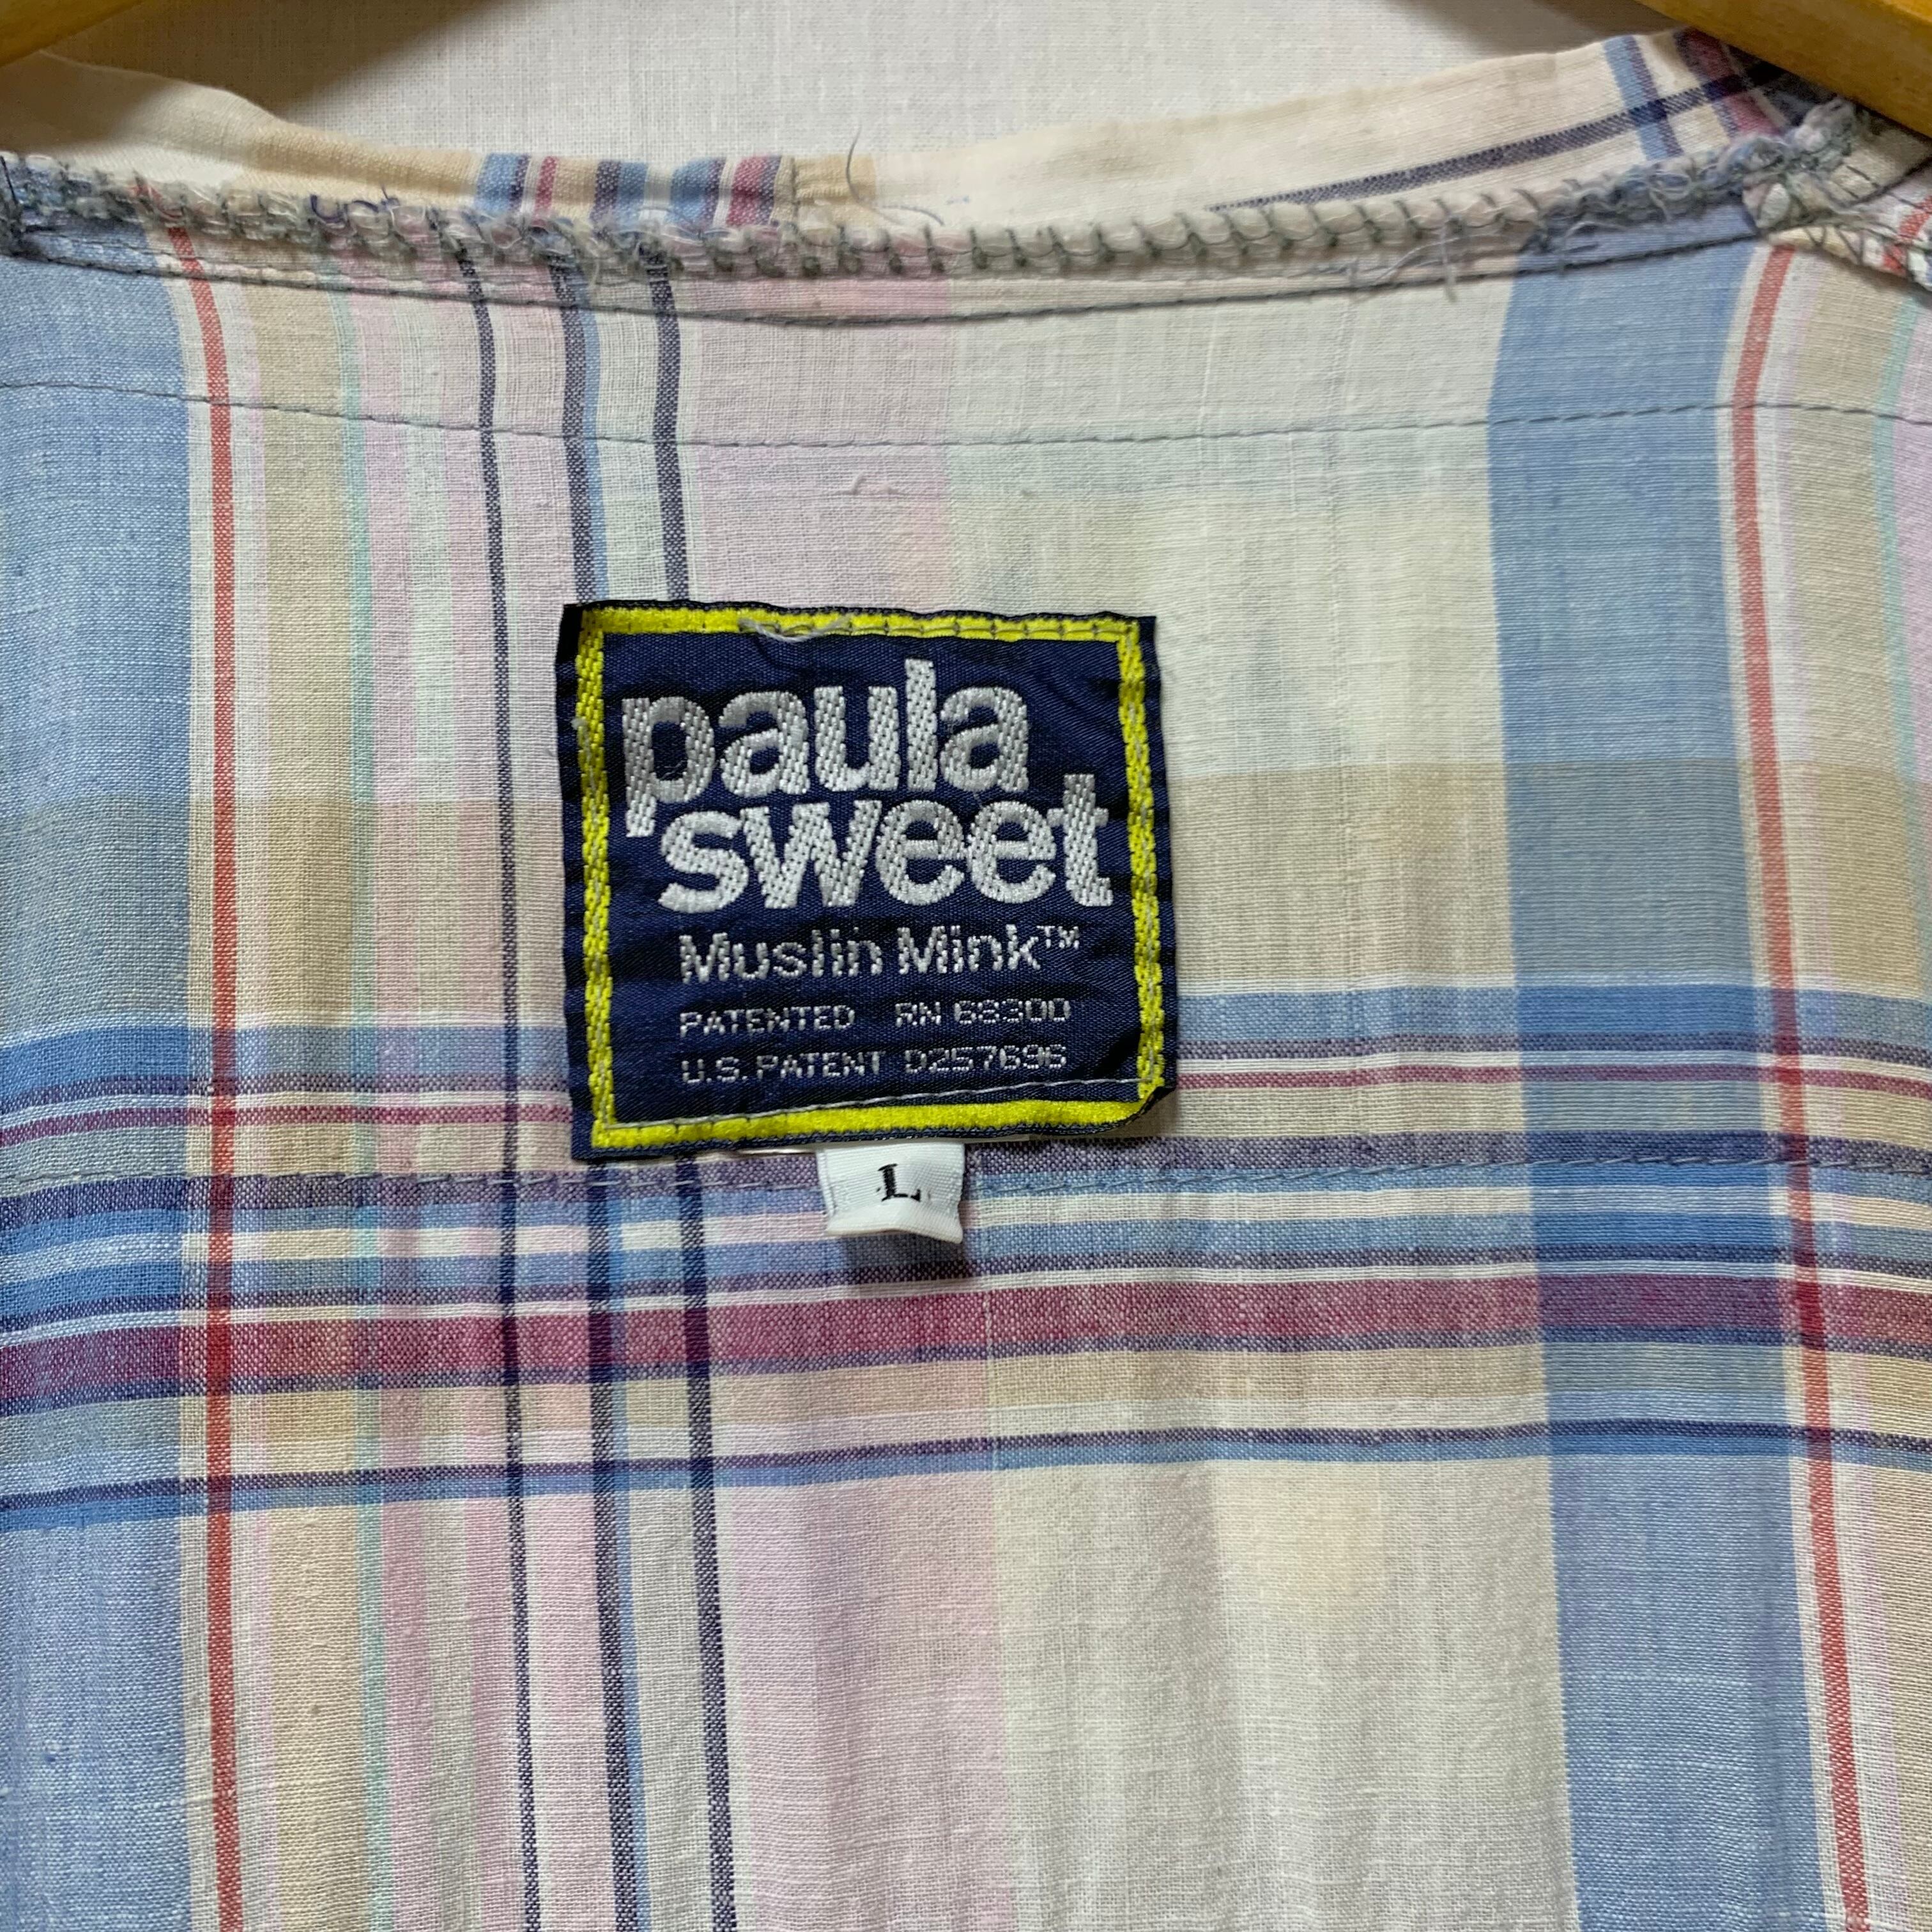 paula
sweet
Muslin Mink™
PATENTED RN 68300
U.S. PATENT D257696
L